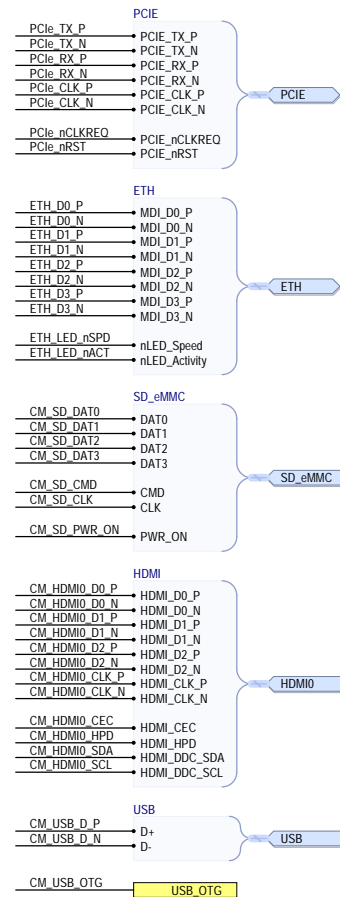 PCIE
PCIe_TX_P PCIE_TX_P
PCIe_TX_N PCIE_TX_N
PCIe_RX_P PCIE_RX_P
PCIe_RX_N PCIE_RX_N
PCIe_CLK_P PCIE_CLK_P PCIE
PCIe_CLK_N PCIE_CLK_N
PCIe_nCLKREQ PCIE_nCLKREQ
PCIe_nRST PCIE_nRST
ETH
ETH_D0_P MDI_D0_P
ETH_D0_N MDI_D0_N
ETH_D1_P MDI_D1_P
ETH_D1_N MDI_D1_N
ETH_D2_P MDI_D2_P
ETH_D2_N MDI_D2_N ETH
ETH_D3_P MDI_D3_P
ETH_D3_N MDI_D3_N
ETH_LED_nSPD nLED_Speed
ETH_LED_nACT nLED_Activity
SD_eMMC
CM_SD_DAT0 DAT0
CM_SD_DAT1 DAT1
CM_SD_DAT2 DAT2
CM_SD_DAT3 DAT3
SD_eMMC
CM_SD_CMD CMD
CM_SD_CLK CLK
CM_SD_PWR_ON PWR_ON
HDMI
CM_HDMI0_D0_P HDMI_D0_P
CM_HDMI0_D0_N HDMI_D0_N
CM_HDMI0_D1_P HDMI_D1_P
CM_HDMI0_D1_N HDMI_D1_N
CM_HDMI0_D2_P HDMI_D2_P
CM_HDMI0_D2_N HDMI_D2_N
CM_HDMI0_CLK_P HDMI_CLK_P HDMI0
CM_HDMI0_CLK_N HDMI_CLK_N
CM_HDMI0_CEC HDMI_CEC
CM_HDMI0_HPD HDMI_HPD
CM_HDMI0_SDA HDMI_DDC_SDA
CM_HDMI0_SCL HDMI_DDC_SCL
USB
CM_USB_D_P D+
CM_USB_D_N D- USB
CM_USB_OTG USB_OTG